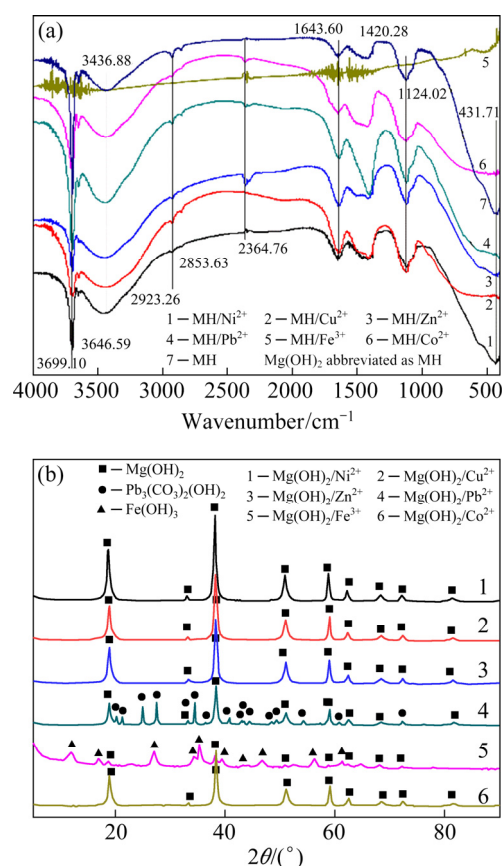 (a)
1643.60 1420.28
3436.88
5
1124.02
431.71
6
7
4
3
2
1
2364.76
2853.63
2923.26
3646.59
3699.10
1 — MH/Ni²⁺ 2 — MH/Cu²⁺ 3 — MH/Zn²⁺
4 — MH/Pb²⁺ 5 — MH/Fe³⁺ 6 — MH/Co²⁺
7 — MH Mg(OH)₂ abbreviated as MH
4000 3500 3000 2500 2000 1500 1000 500
Wavenumber/cm⁻¹
(b)
■ — Mg(OH)₂
● — Pb₃(CO₃)₂(OH)₂
▲ — Fe(OH)₃
1 — Mg(OH)₂/Ni²⁺ 2 — Mg(OH)₂/Cu²⁺
3 — Mg(OH)₂/Zn²⁺ 4 — Mg(OH)₂/Pb²⁺
5 — Mg(OH)₂/Fe³⁺ 6 — Mg(OH)₂/Co²⁺
1
2
3
4
5
6
20 40 60 80
2θ/(°)